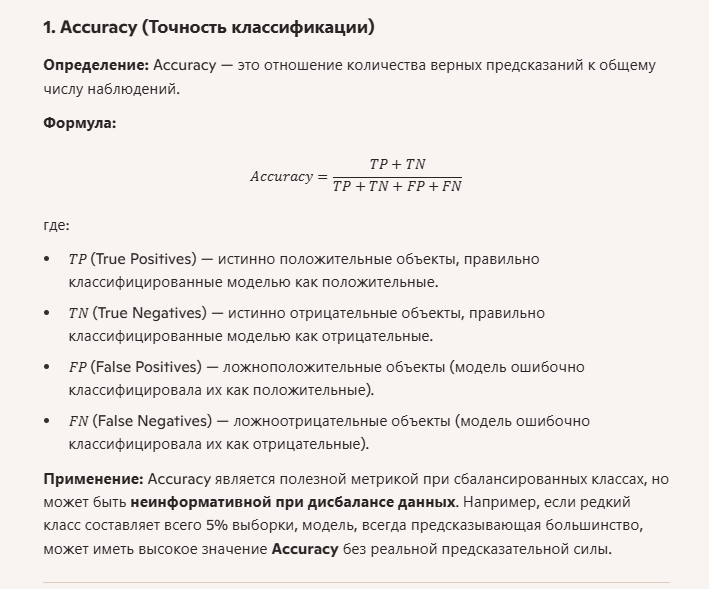 1. Accuracy (Точность классификации)
Определение: Accuracy — это отношение количества верных предсказаний к общему
числу наблюдений.
Формула:
Accuracy = TP + TN / TP + TN + FP + FN
где:
• TP (True Positives) — истинно положительные объекты, правильно
классифицированные моделью как положительные.
• TN (True Negatives) — истинно отрицательные объекты, правильно
классифицированные моделью как отрицательные.
• FP (False Positives) — ложноположительные объекты (модель ошибочно
классифицировала их как положительные).
• FN (False Negatives) — ложноотрицательные объекты (модель ошибочно
классифицировала их как отрицательные).
Применение: Accuracy является полезной метрикой при сбалансированных классах, но
может быть неинформативной при дисбалансе данных. Например, если редкий
класс составляет всего 5% выборки, модель, всегда предсказывающая большинство,
может иметь высокое значение Accuracy без реальной предсказательной силы.